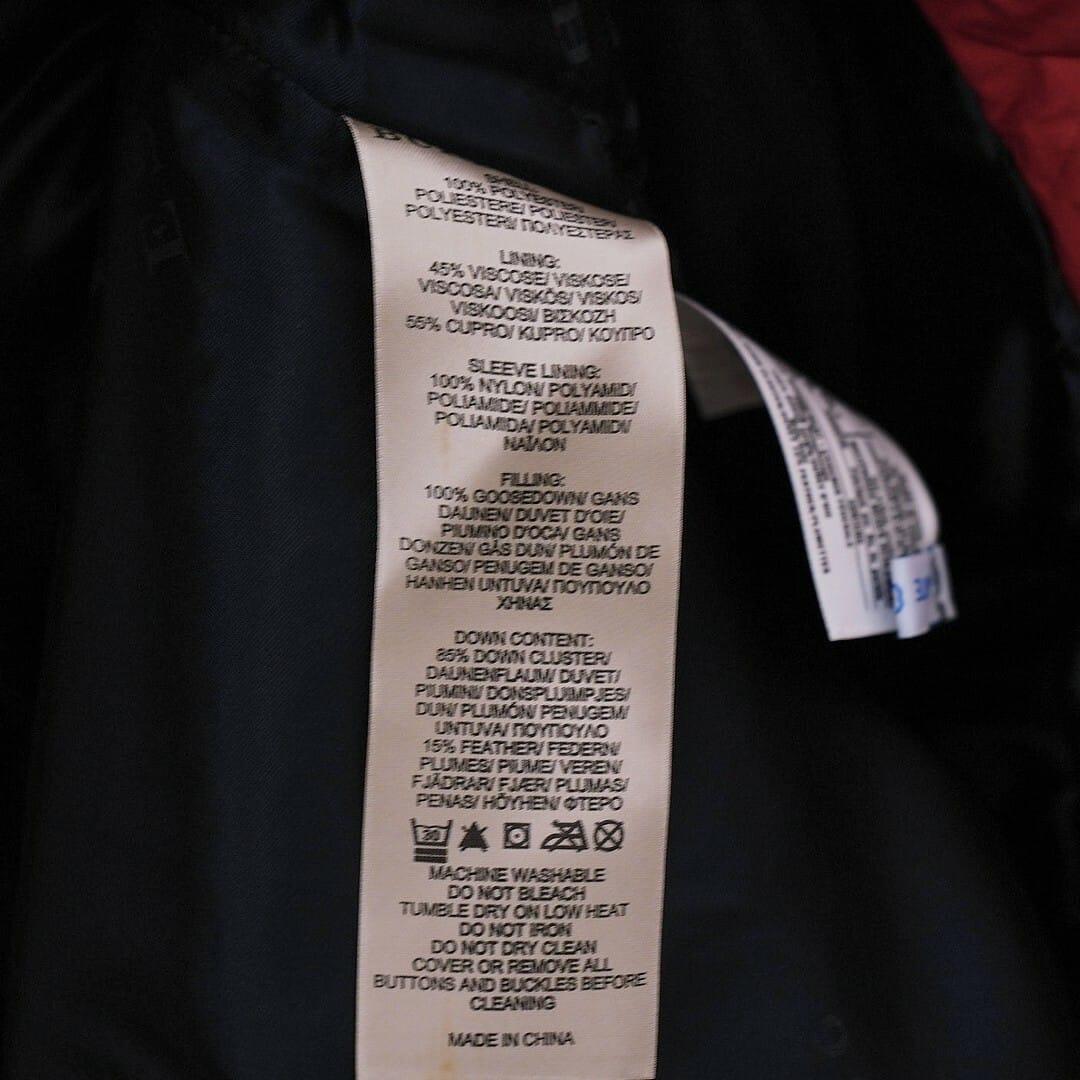 SHELL:
100% POLYESTER/
POLIESTERE/ POLIESTER/
POLYESTERI/ ΠΟΛΥΕΣΤΕΡΑΣ
LINING:
45% VISCOSE/ VISKOSE/
VISCOSA/ VISKÓS/ VISKOS/
VISKOOSI/ ΒΙΣΚΟΖΗ
55% CUPRO/ KUPRO/ ΚΟΥΠΡΟ
SLEEVE LINING:
100% NYLON/ POLYAMID/
POLIAMIDE/ POLIAMMIDE/
POLIAMIDA/ POLYAMIDI/
ΝΑΪΛΟΝ
FILLING:
100% GOOSEDOWN/ GANS
DAUNEN/ DUVET D'OIE/
PIUMINO D'OCA/ GANS
DONZEN/ GÅS DUN/ PLUMÓN DE
GANSO/ PENUGEM DE GANSO/
HANHEN UNTUVA/ ΠΟΥΠΟΥΛΟ
ΧΗΝΑΣ
DOWN CONTENT:
85% DOWN CLUSTER/
DAUNENFLAUM/ DUVET/
PIUMINI/ DONSPLUIMPJES/
DUN/ PLUMÓN/ PENUGEM/
UNTUVA/ ΠΟΥΠΟΥΛΟ
15% FEATHER/ FEDERN/
PLUMES/ PIUME/ VEREN/
FJÄDRAR/ FJÆR/ PLUMAS/
PENAS/ HÖYHEN/ ΦΤΕΡΟ
30
MACHINE WASHABLE
DO NOT BLEACH
TUMBLE DRY ON LOW HEAT
DO NOT IRON
DO NOT DRY CLEAN
COVER OR REMOVE ALL
BUTTONS AND BUCKLES BEFORE
CLEANING
MADE IN CHINA